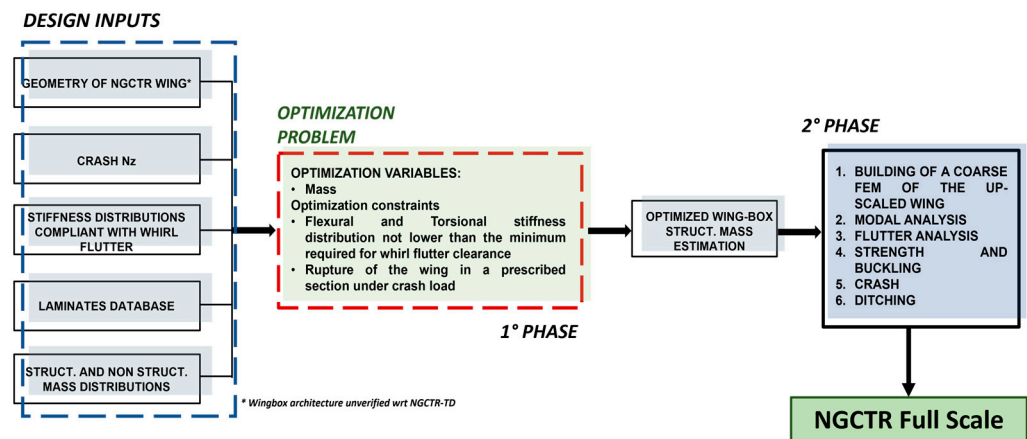 DESIGN INPUTS
GEOMETRY OF NGCTR WING*
CRASH Nz
STIFFNESS DISTRIBUTIONS
COMPLIANT WITH WHIRL
FLUTTER
LAMINATES DATABASE
STRUCT. AND NON STRUCT.
MASS DISTRIBUTIONS
* Wingbox architecture unverified wrt NGCTR-TD
OPTIMIZATION
PROBLEM
OPTIMIZATION VARIABLES:
• Mass
Optimization constraints
• Flexural and Torsional stiffness
distribution not lower than the minimum
required for whirl flutter clearance
• Rupture of the wing in a prescribed
section under crash load
1° PHASE
OPTIMIZED WING-BOX
STRUCT. MASS
ESTIMATION
2° PHASE
1. BUILDING OF A COARSE
FEM OF THE UP-
SCALED WING
2. MODAL ANALYSIS
3. FLUTTER ANALYSIS
4. STRENGTH AND
BUCKLING
5. CRASH
6. DITCHING
NGCTR Full Scale